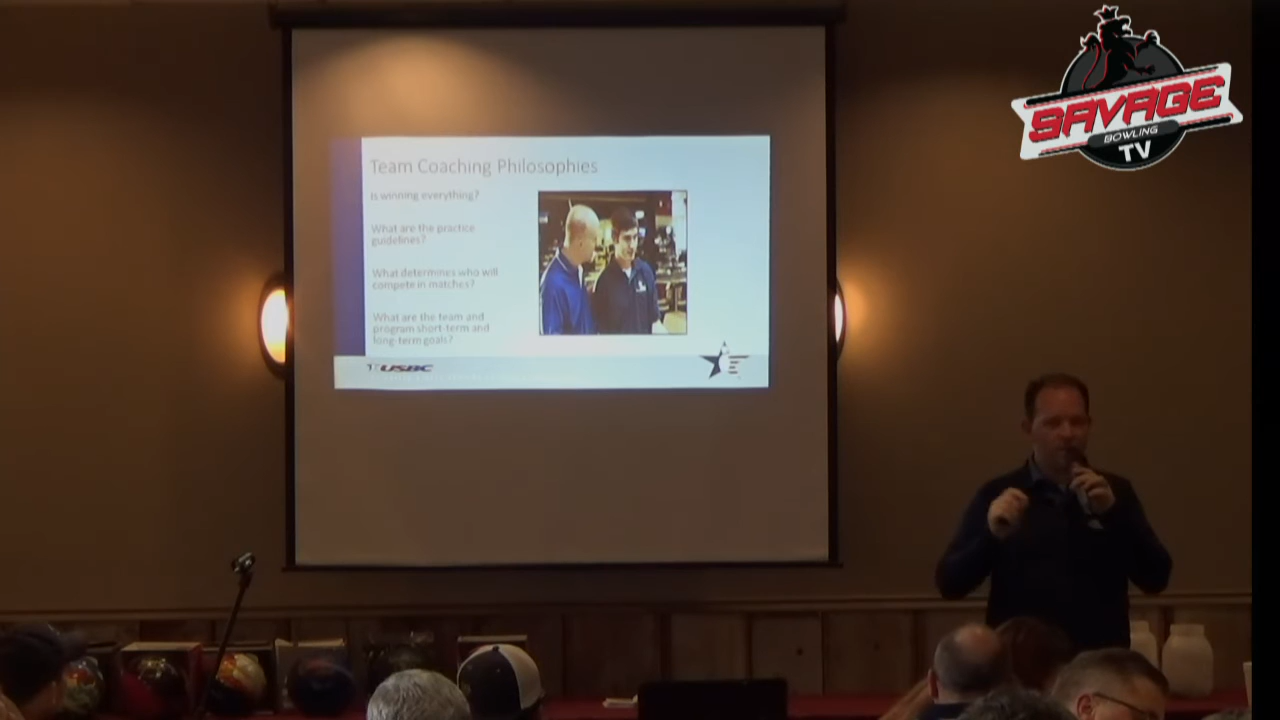 SAVAGE
BOWLING
TV
Team Coaching Philosophies
Is winning everything?
What are the practice
guidelines?
What determines who will
compete in matches?
What are the team and
program short-term and
long-term goals?
USBC